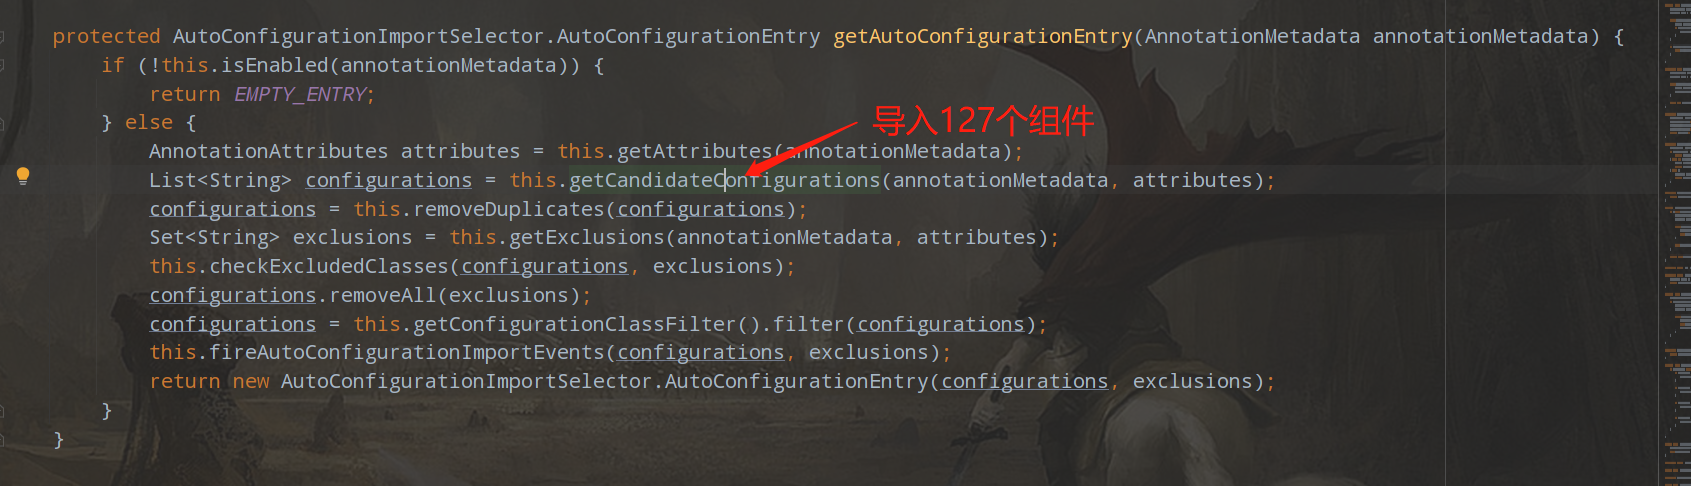 protected AutoConfigurationImportSelector.AutoConfigurationEntry getAutoConfigurationEntry(AnnotationMetadata annotationMetadata) {
if (!this.isEnabled(annotationMetadata)) {
return EMPTY_ENTRY;
} else {
导入127个组件
AnnotationAttributes attributes = this.getAttributes(annotationMetadata);
List<String> configurations = this.getCandidateConfigurations(annotationMetadata, attributes);
configurations = this.removeDuplicates(configurations);
Set<String> exclusions = this.getExclusions(annotationMetadata, attributes);
this.checkExcludedClasses(configurations, exclusions);
configurations.removeAll(exclusions);
configurations = this.getConfigurationClassFilter().filter(configurations);
this.fireAutoConfigurationImportEvents(configurations, exclusions);
return new AutoConfigurationImportSelector.AutoConfigurationEntry(configurations, exclusions);
}
}